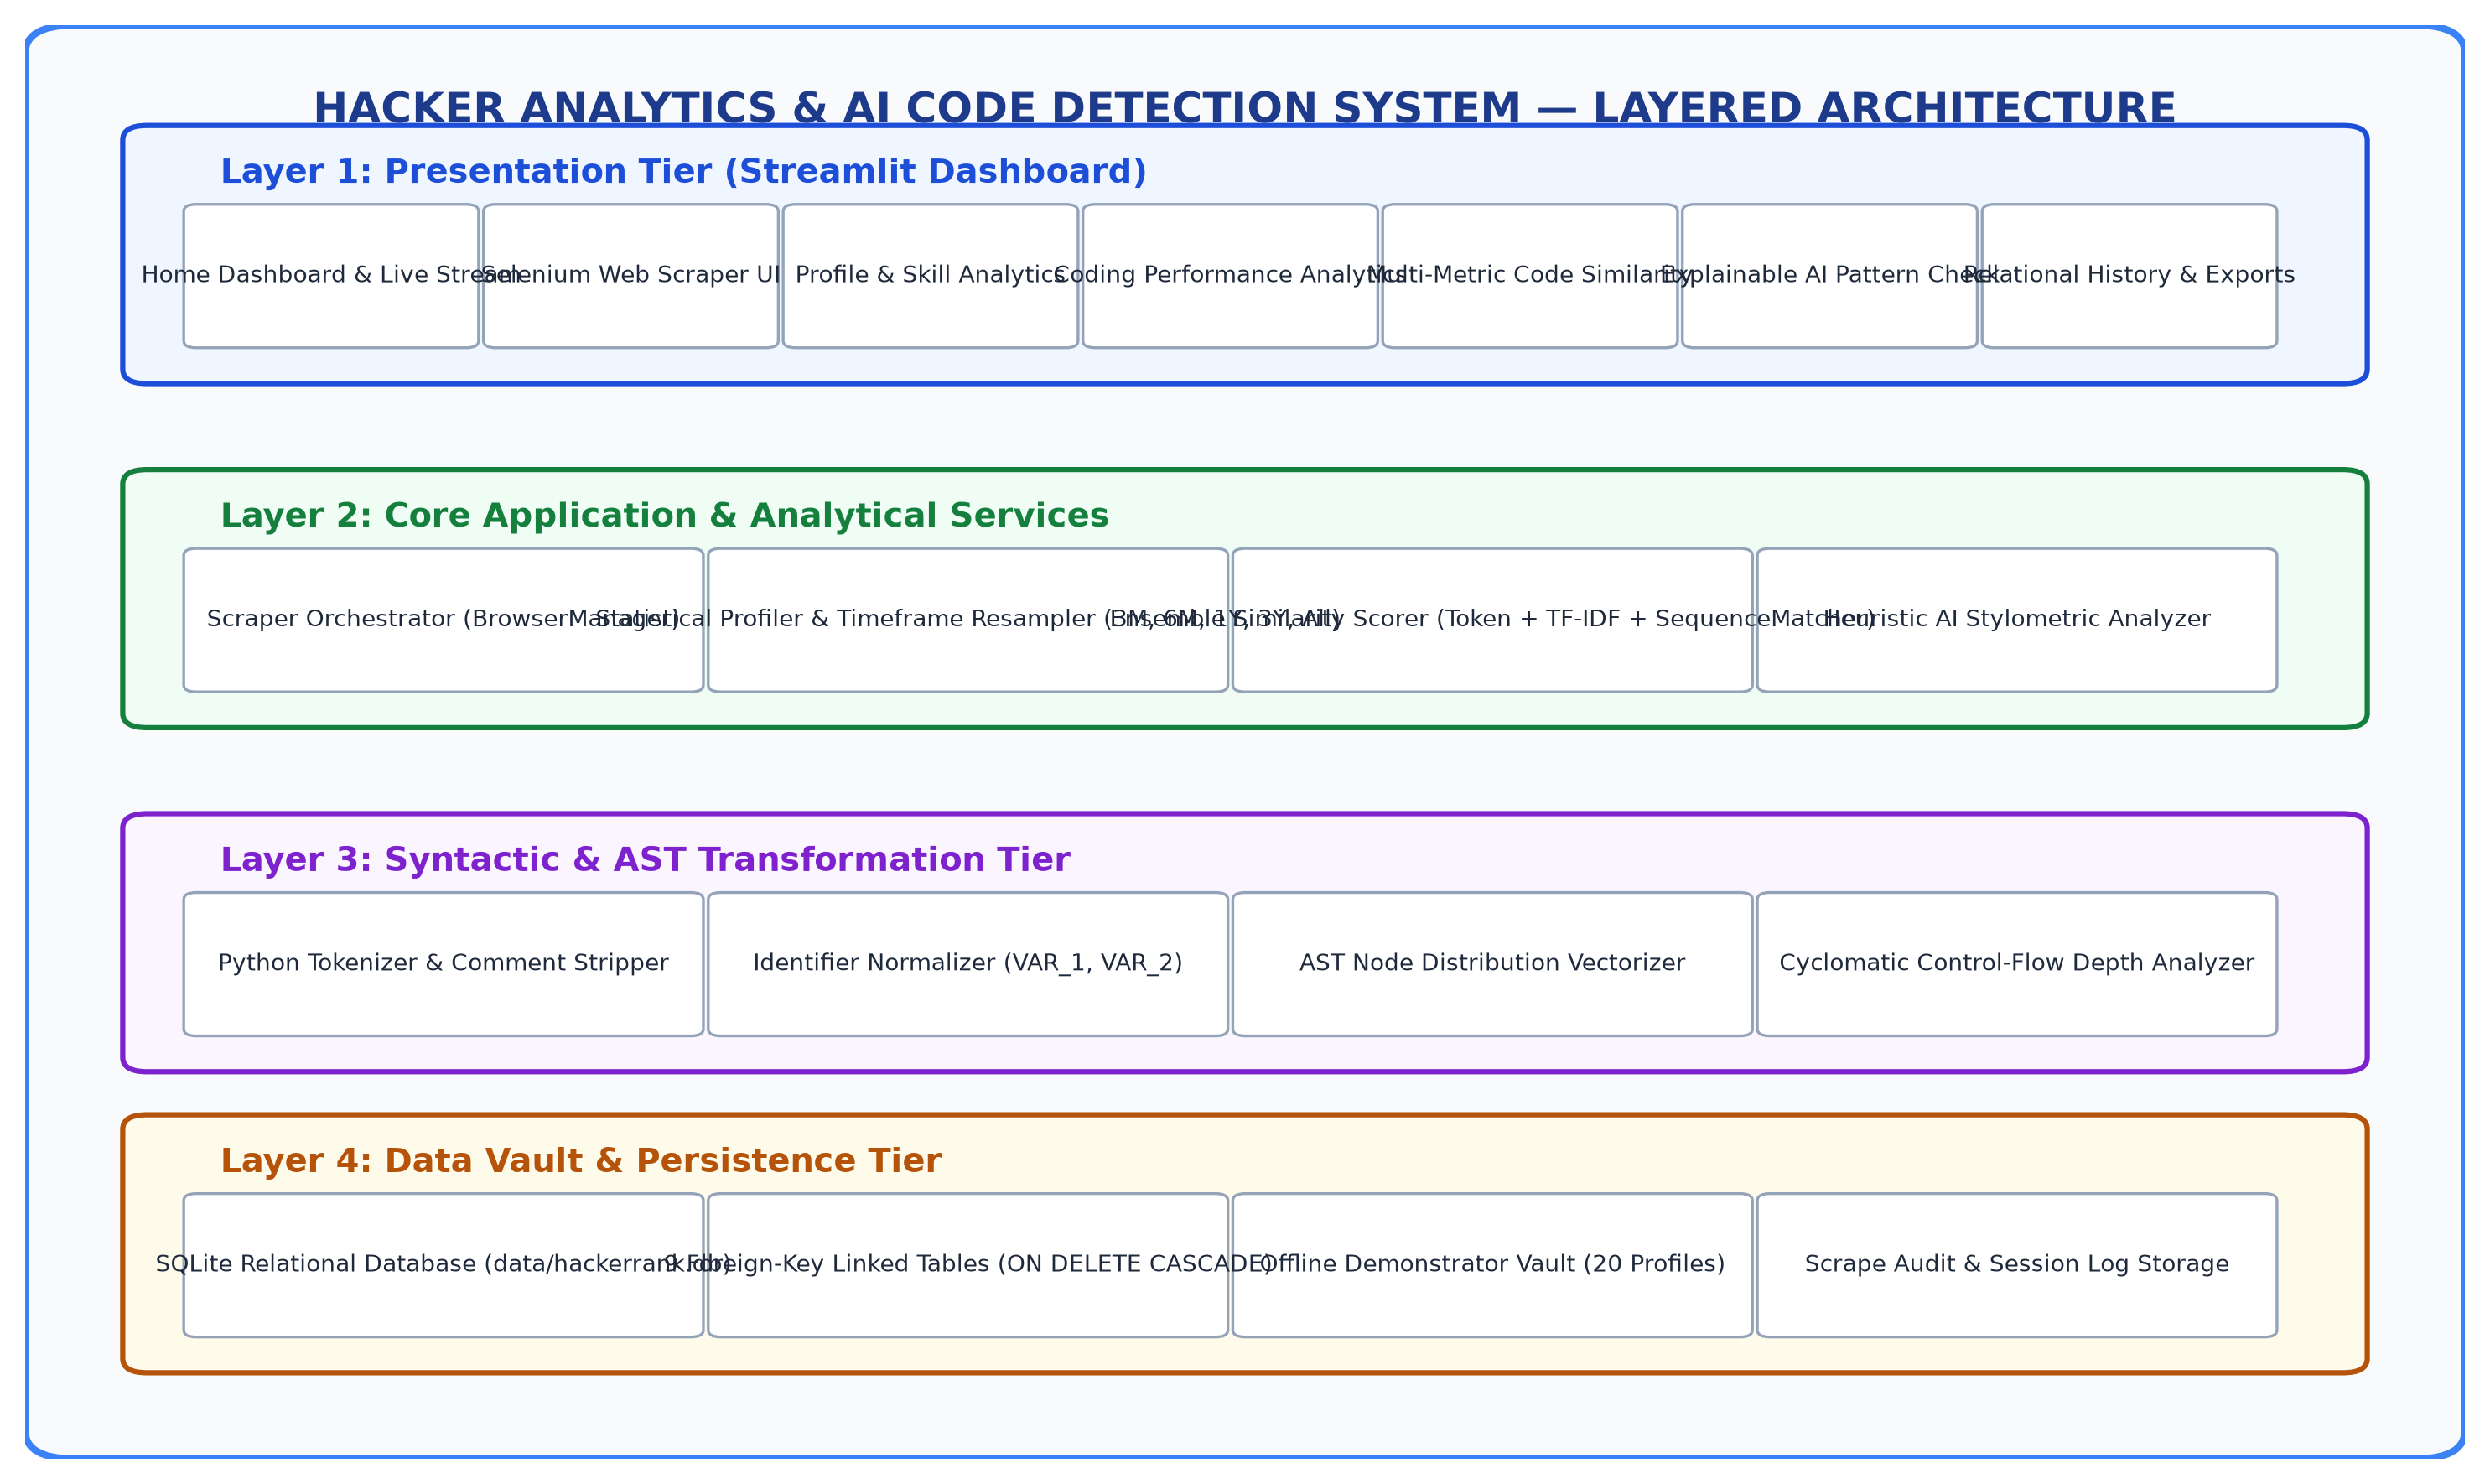 HACKER ANALYTICS & AI CODE DETECTION SYSTEM — LAYERED ARCHITECTURE
Layer 1: Presentation Tier (Streamlit Dashboard)
Home Dashboard & Live Stream
Selenium Web Scraper UI
Profile & Skill Analytics
Coding Performance Analytics
Multi-Metric Code Similarity
Explainable AI Pattern Check
Relational History & Exports
Layer 2: Core Application & Analytical Services
Scraper Orchestrator (BrowserManager)
Statistical Profiler & Timeframe Resampler (3M, 6M, 1Y, 3Y, All)
Ensemble Similarity Scorer (Token + TF-IDF + SequenceMatcher)
Heuristic AI Stylometric Analyzer
Layer 3: Syntactic & AST Transformation Tier
Python Tokenizer & Comment Stripper
Identifier Normalizer (VAR_1, VAR_2)
AST Node Distribution Vectorizer
Cyclomatic Control-Flow Depth Analyzer
Layer 4: Data Vault & Persistence Tier
SQLite Relational Database (data/hackerrank.db)
9 Foreign-Key Linked Tables (ON DELETE CASCADE)
Offline Demonstrator Vault (20 Profiles)
Scrape Audit & Session Log Storage